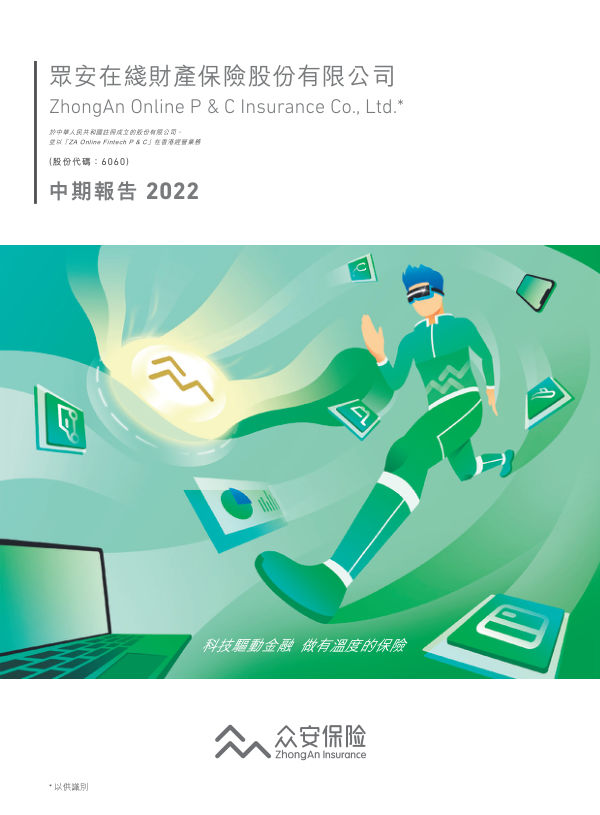 眾安在綫財產保險股份有限公司
ZhongAn Online P & C Insurance Co., Ltd.*
於中華人民共和國註冊成立的股份有限公司，
並以「ZA Online Fintech P & C」在香港經營業務
(股份代碼：6060)
中期報告 2022
科技驅動金融 做有溫度的保險
众安保险
ZhongAn Insurance
* 以供識別